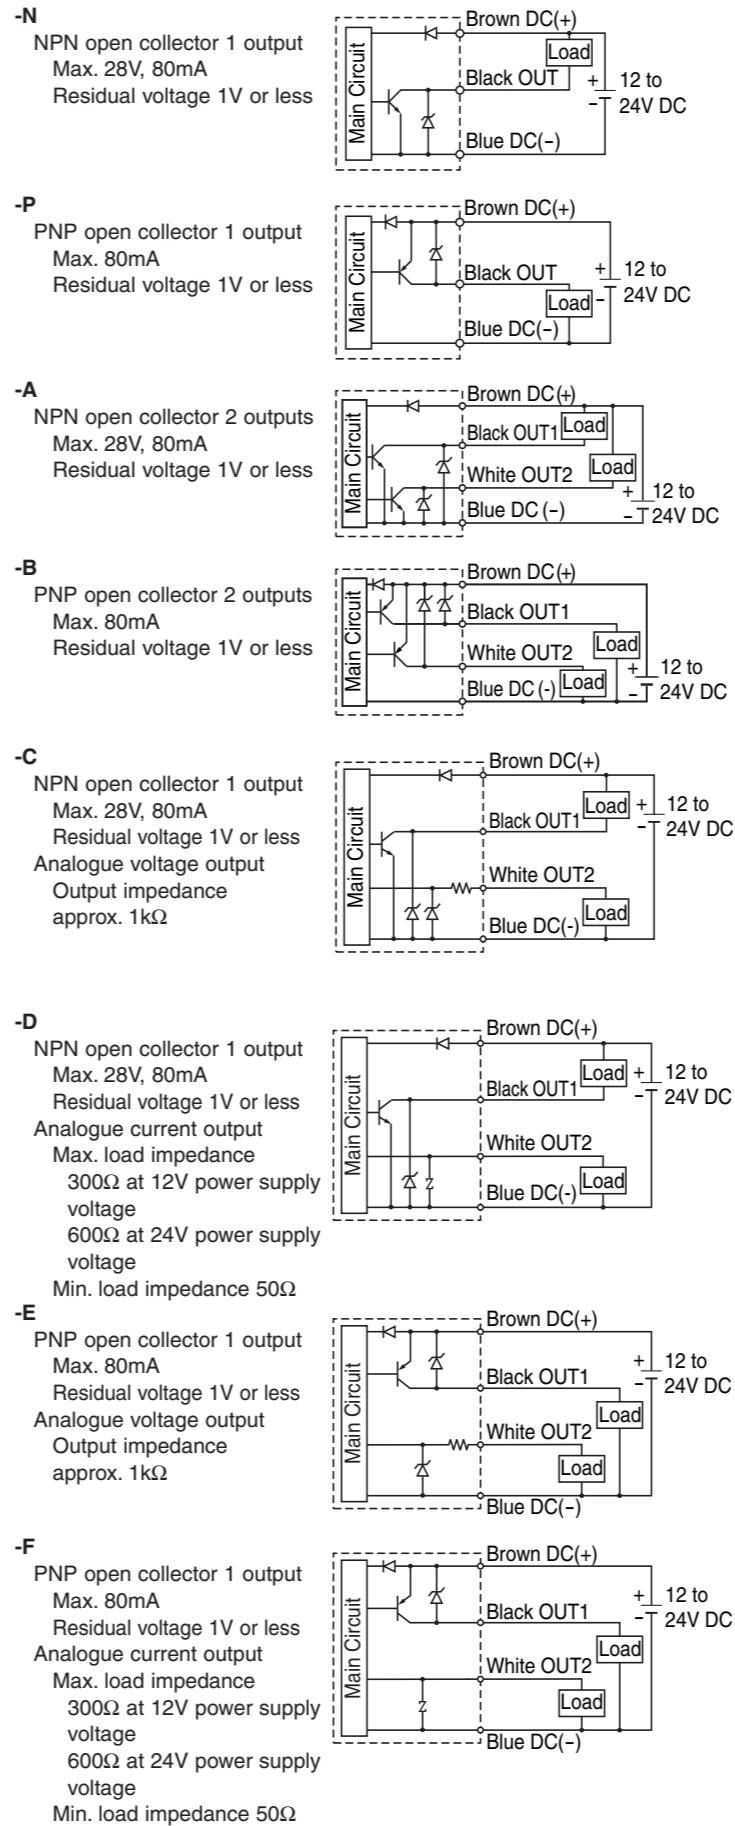 -N
NPN open collector 1 output
Max. 28V, 80mA
Residual voltage 1V or less
Main Circuit
Brown DC(+)
Load
Black OUT
+
12 to
−
24V DC
Blue DC(−)
-P
PNP open collector 1 output
Max. 80mA
Residual voltage 1V or less
Main Circuit
Brown DC(+)
Black OUT
+
12 to
Load
−
24V DC
Blue DC(−)
-A
NPN open collector 2 outputs
Max. 28V, 80mA
Residual voltage 1V or less
Main Circuit
Brown DC(+)
Black OUT1
Load
White OUT2
Load
+
12 to
Blue DC (−)
−
24V DC
-B
PNP open collector 2 outputs
Max. 80mA
Residual voltage 1V or less
Main Circuit
Brown DC(+)
Black OUT1
Load
White OUT2
+
12 to
Blue DC (-)
Load
−
24V DC
-C
NPN open collector 1 output
Max. 28V, 80mA
Residual voltage 1V or less
Analogue voltage output
Output impedance
approx. 1kΩ
Main Circuit
Brown DC(+)
Load
+
12 to
Black OUT1
−
24V DC
White OUT2
Load
Blue DC(-)
-D
NPN open collector 1 output
Max. 28V, 80mA
Residual voltage 1V or less
Analogue current output
Max. load impedance
300Ω at 12V power supply
voltage
600Ω at 24V power supply
voltage
Min. load impedance 50Ω
Main Circuit
Brown DC(+)
Load
+
12 to
Black OUT1
−
24V DC
White OUT2
Load
Blue DC(-)
-E
PNP open collector 1 output
Max. 80mA
Residual voltage 1V or less
Analogue voltage output
Output impedance
approx. 1kΩ
Main Circuit
Brown DC(+)
+
12 to
Black OUT1
−
24V DC
Load
White OUT2
Load
Blue DC(−)
-F
PNP open collector 1 output
Max. 80mA
Residual voltage 1V or less
Analogue current output
Max. load impedance
300Ω at 12V power supply
voltage
600Ω at 24V power supply
voltage
Min. load impedance 50Ω
Main Circuit
Brown DC(+)
+
12 to
Black OUT1
−
24V DC
Load
White OUT2
Load
Blue DC(−)